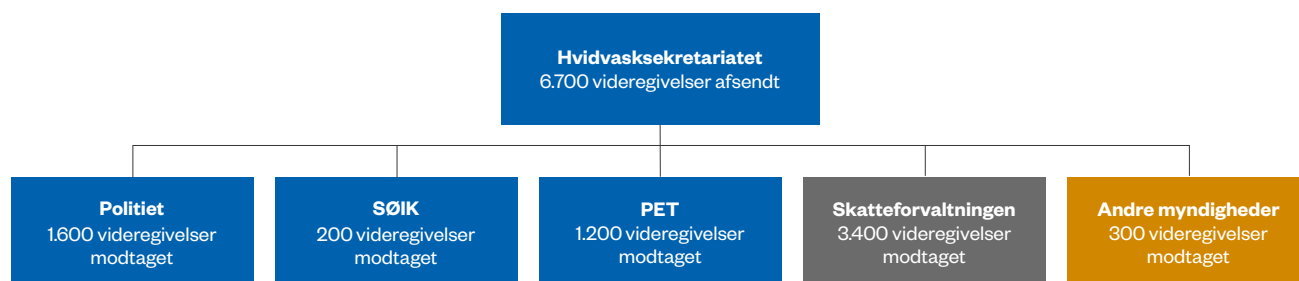 Hvidvasksekretariatet
6.700 videregivelser afsendt
Politiet
1.600 videregivelser
modtaget
SØIK
200 videregivelser
modtaget
PET
1.200 videregivelser
modtaget
Skatteforvaltningen
3.400 videregivelser
modtaget
Andre myndigheder
300 videregivelser
modtaget